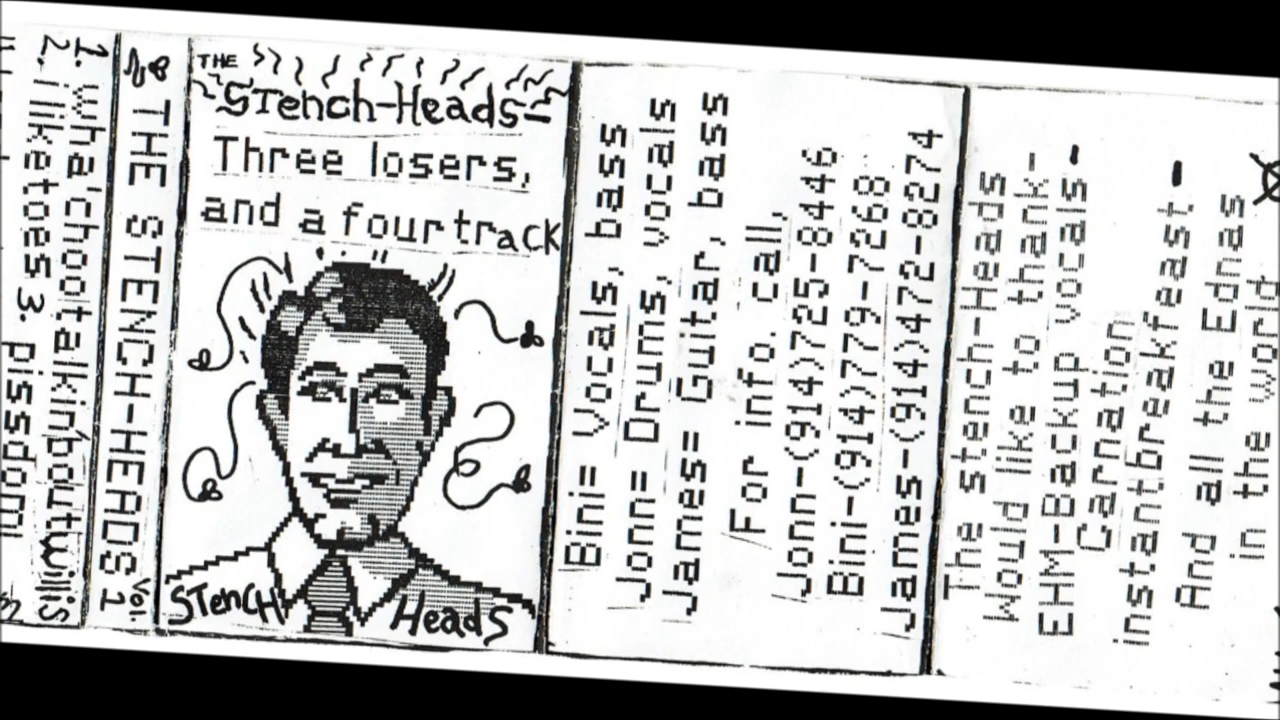 1. wha'chootalkinboutwillis
2. iliketoes 3. pissdom!
THE STENCH-HEADS Vol. 1
THE
STench-Heads-
Three losers,
and a fourtrack
STencH HeadS
Bini= Vocals, bass
Jonn= Drums, vocals
James= Guitar, bass
For info. call,
Jonn-(914)725-8446
Bini-(914)779-7268
James-(914)472-8274
The stench-Heads
Would like to thank-
EHM-Backup vocals-
Carnation
instantbreakfeast-
And all the Ednas
in the world